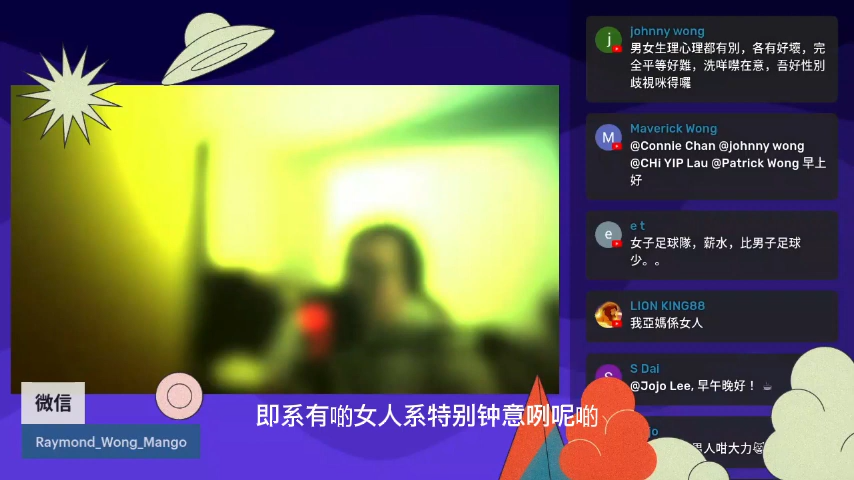 johnny wong
男女生理心理都有別，各有好壞，完
全平等好難，洗咩㗎在意，吾好性別
歧視咪得囉
Maverick Wong
@Connie Chan @johnny wong
@CHi YIP Lau @Patrick Wong 早上
好
e t
女子足球隊，薪水，比男子足球
少。。
LION KING88
我亞媽係女人
S Dai
@Jojo Lee, 早午晚好！
人咁大力
微信
Raymond_Wong_Mango
即系有啲女人系特别钟意咧呢啲